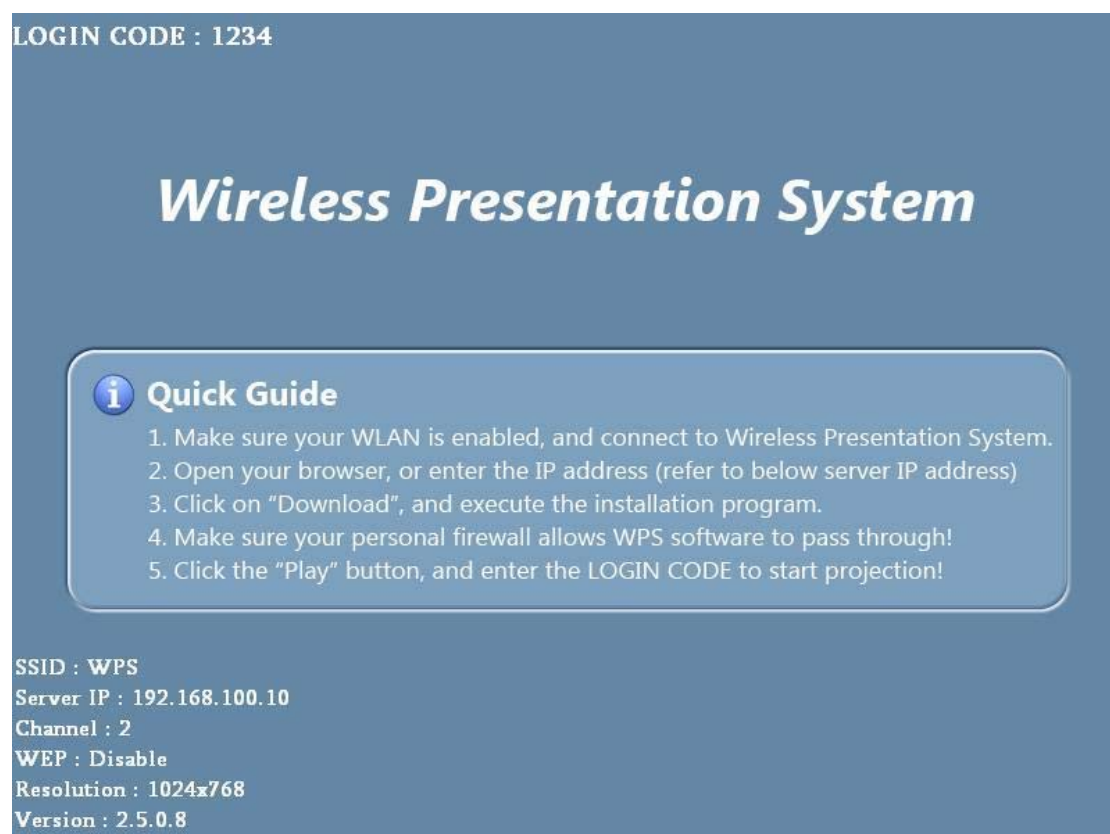 LOGIN CODE : 1234
Wireless Presentation System
Quick Guide
1. Make sure your WLAN is enabled, and connect to Wireless Presentation System.
2. Open your browser, or enter the IP address (refer to below server IP address)
3. Click on “Download”, and execute the installation program.
4. Make sure your personal firewall allows WPS software to pass through!
5. Click the “Play” button, and enter the LOGIN CODE to start projection!
SSID : WPS
Server IP : 192.168.100.10
Channel : 2
WEP : Disable
Resolution : 1024x768
Version : 2.5.0.8